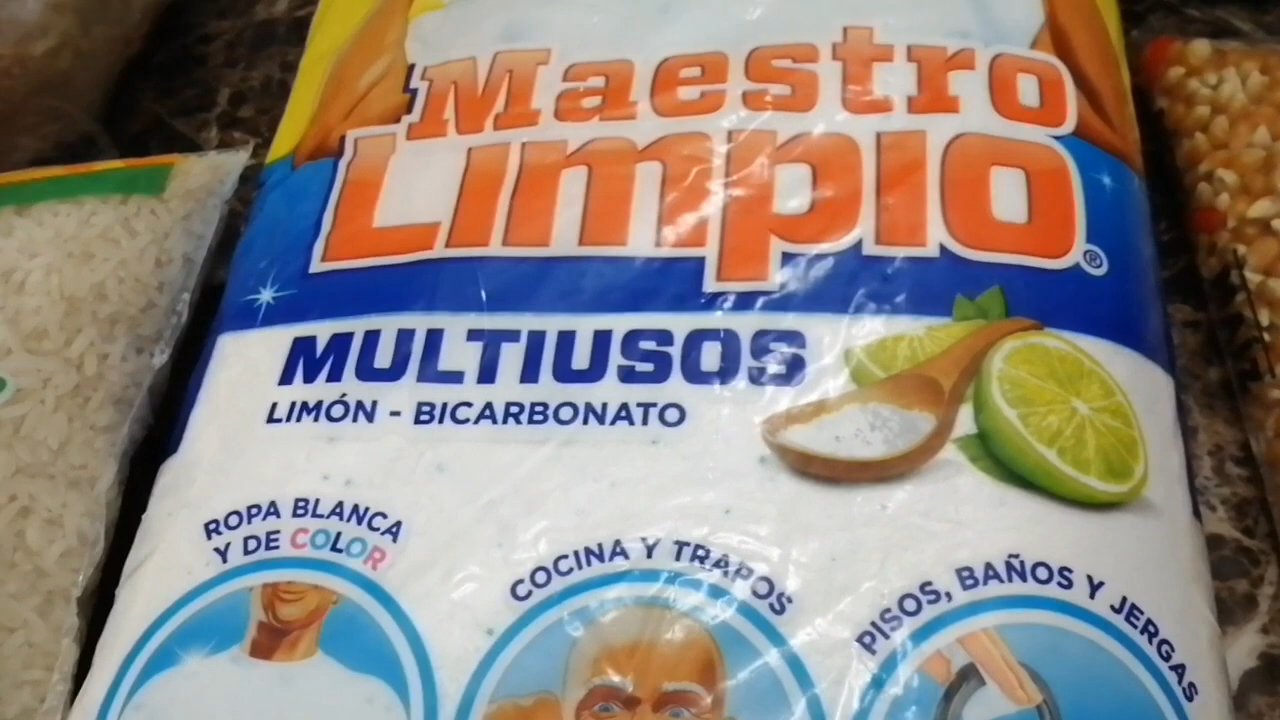 Maestro
Limpio®
MULTIUSOS
LIMÓN - BICARBONATO
ROPA BLANCA
Y DE COLOR
COCINA Y TRAPOS
PISOS, BAÑOS Y JERGAS